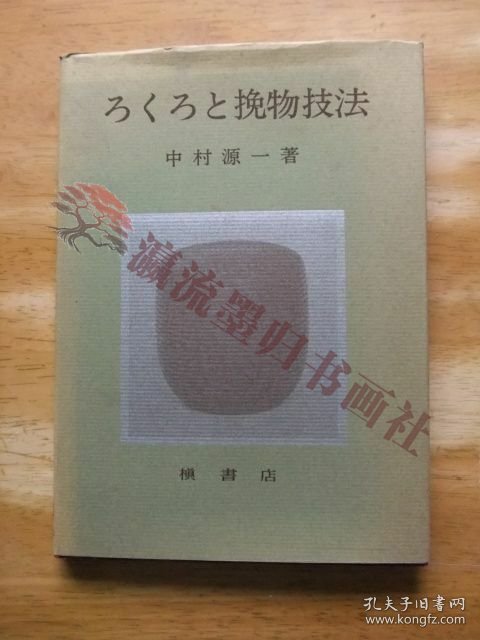 ろくろと挽物技法
中村源一著
瀛流墨归书画社
槇書店
孔夫子旧书网
www.kongfz.com